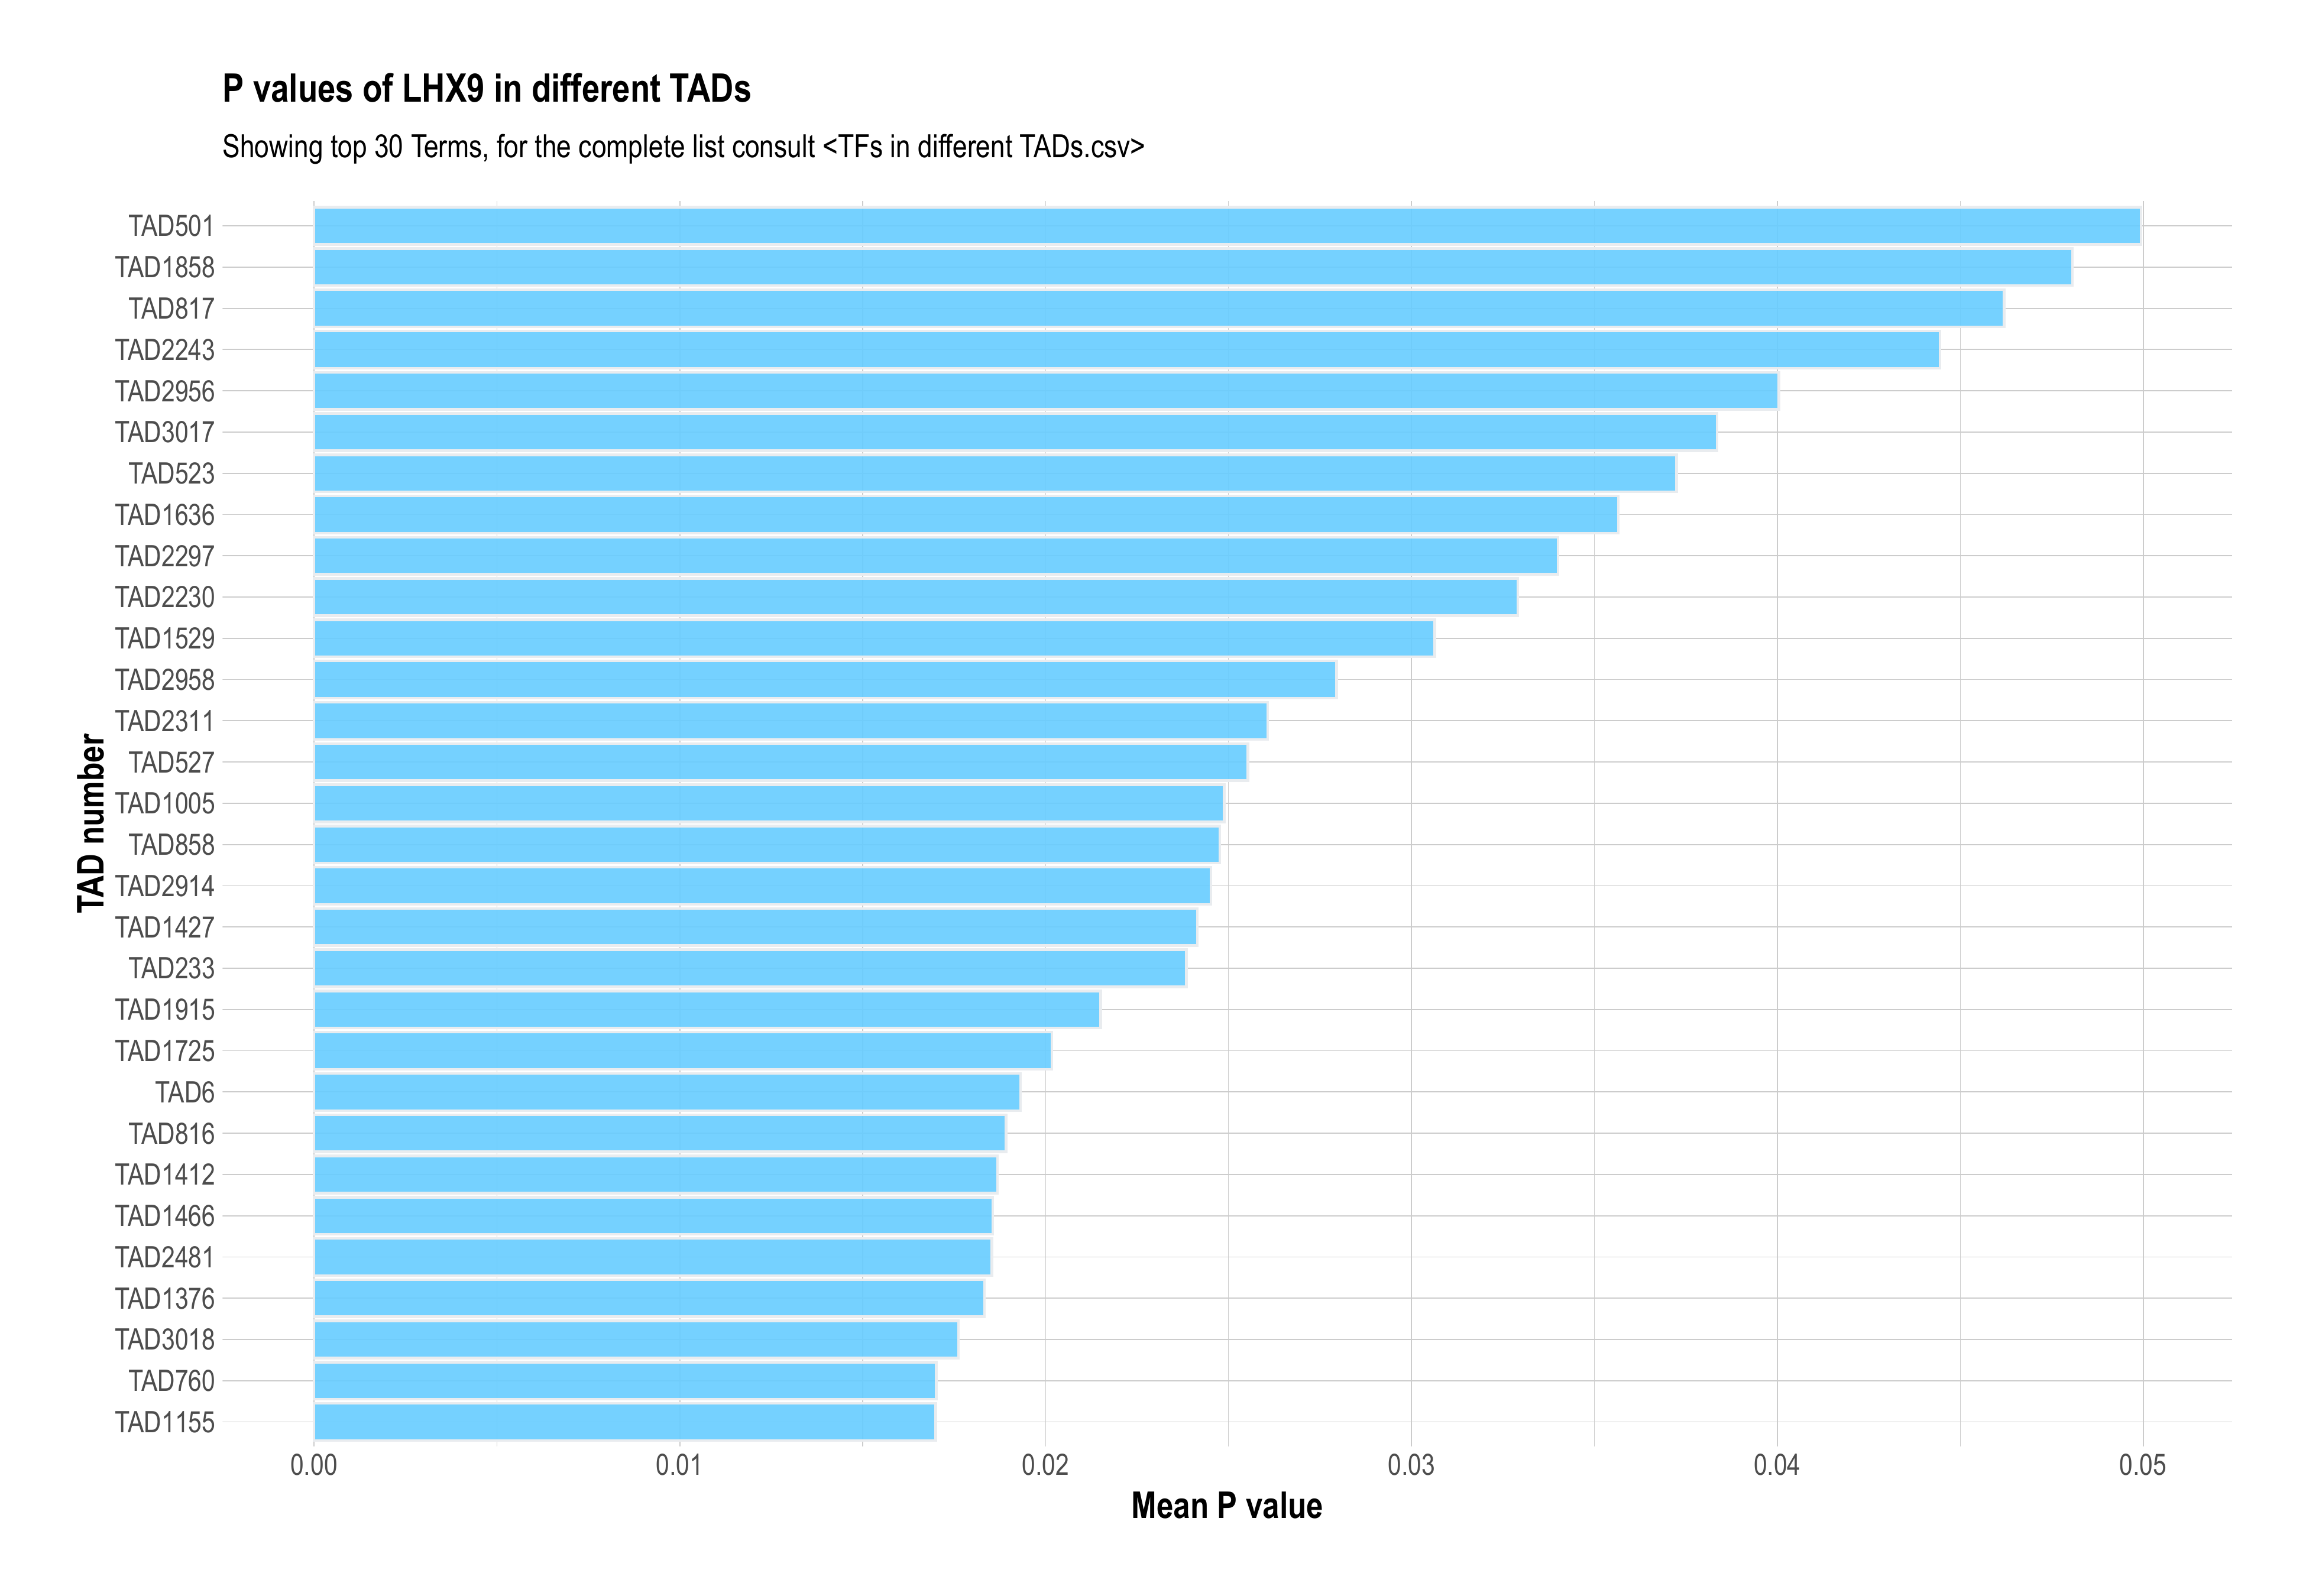 P values of LHX9 in different TADs
Showing top 30 Terms, for the complete list consult <TFs in different TADs.csv>
TAD number
TAD501
TAD1858
TAD817
TAD2243
TAD2956
TAD3017
TAD523
TAD1636
TAD2297
TAD2230
TAD1529
TAD2958
TAD2311
TAD527
TAD1005
TAD858
TAD2914
TAD1427
TAD233
TAD1915
TAD1725
TAD6
TAD816
TAD1412
TAD1466
TAD2481
TAD1376
TAD3018
TAD760
TAD1155
0.00 0.01 0.02 0.03 0.04 0.05
Mean P value